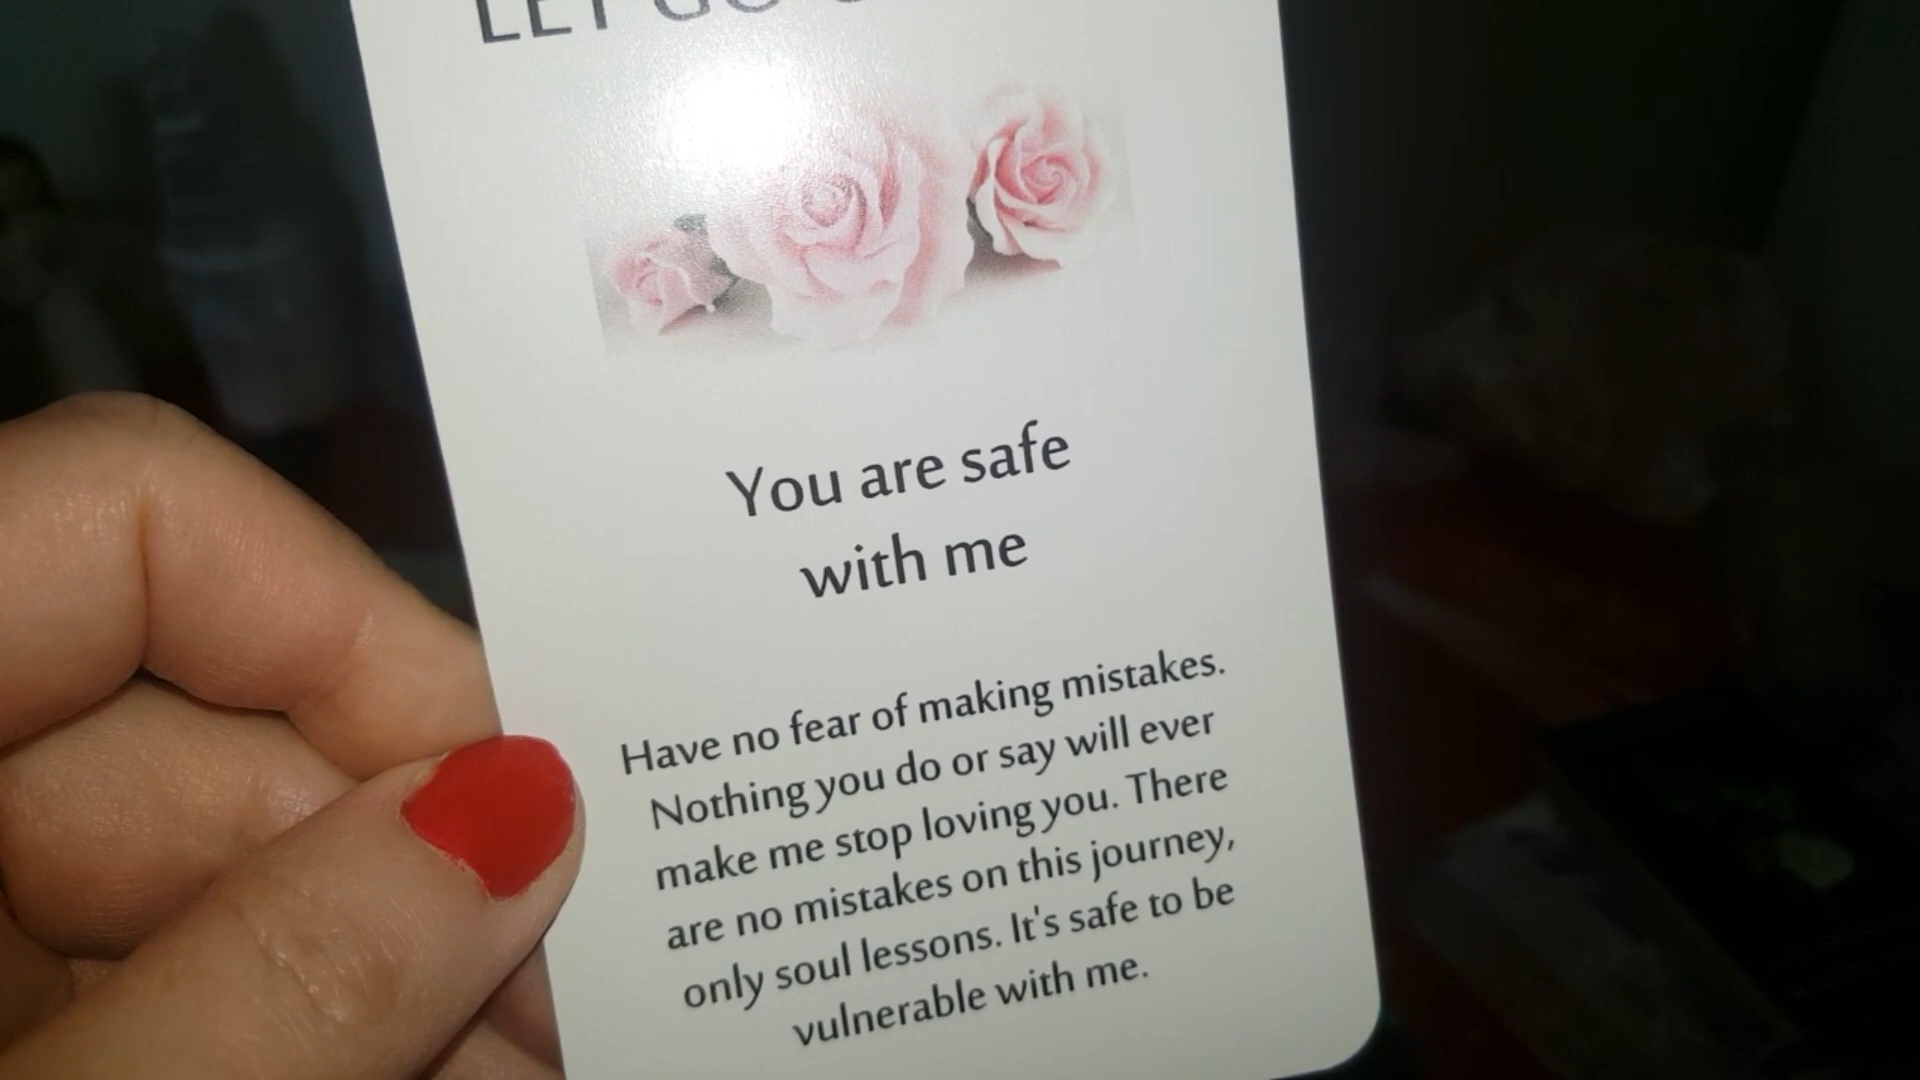 LET GO
You are safe
with me
Have no fear of making mistakes.
Nothing you do or say will ever
make me stop loving you. There
are no mistakes on this journey,
only soul lessons. It's safe to be
vulnerable with me.